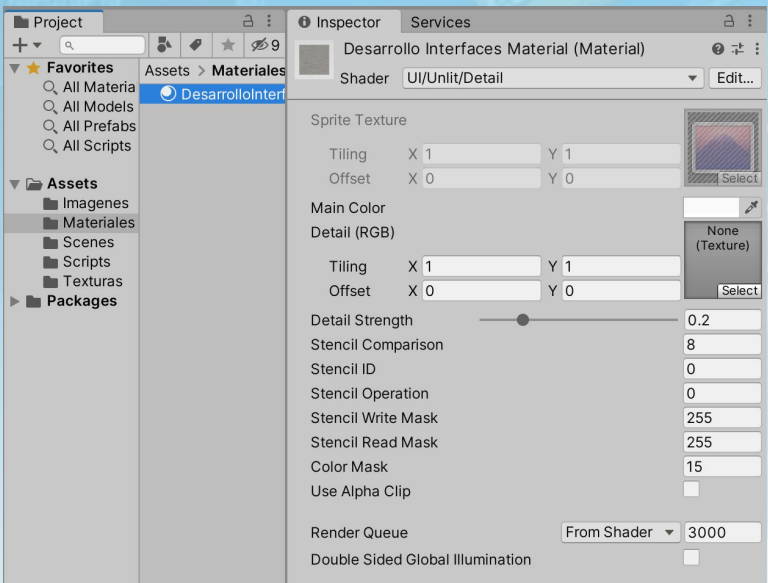 Project
9
Favorites
All Materia
All Models
All Prefabs
All Scripts
Assets
Imagenes
Materiales
Scenes
Scripts
Texturas
Packages
Assets > Materiales
DesarrolloInterf
Inspector Services
Desarrollo Interfaces Material (Material)
Shader UI/Unlit/Detail Edit...
Sprite Texture
Tiling X 1 Y 1
Offset X 0 Y 0
Select
Main Color
Detail (RGB)
None
(Texture)
Tiling X 1 Y 1
Offset X 0 Y 0
Select
Detail Strength 0.2
Stencil Comparison 8
Stencil ID 0
Stencil Operation 0
Stencil Write Mask 255
Stencil Read Mask 255
Color Mask 15
Use Alpha Clip
Render Queue From Shader 3000
Double Sided Global Illumination